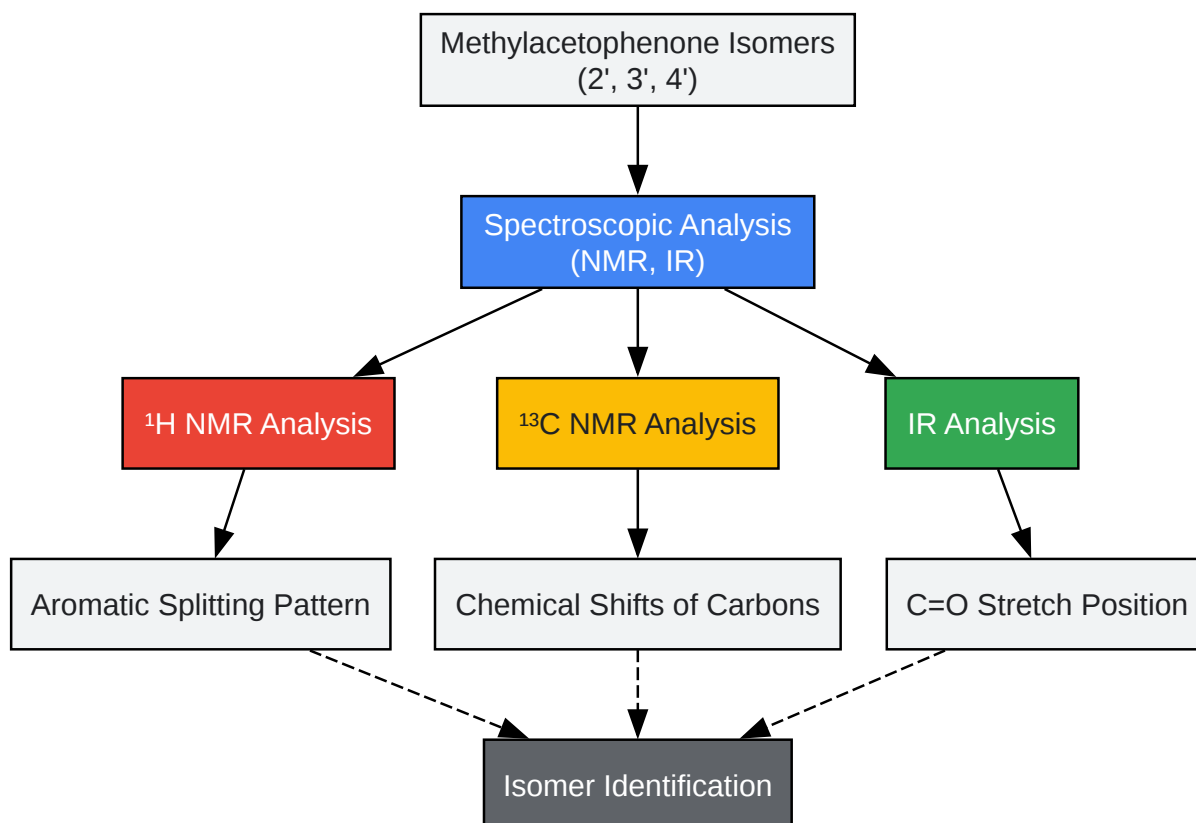 Methylacetophenone Isomers
(2', 3', 4')
Spectroscopic Analysis
(NMR, IR)
¹H NMR Analysis
¹³C NMR Analysis
IR Analysis
Aromatic Splitting Pattern
Chemical Shifts of Carbons
C=O Stretch Position
Isomer Identification